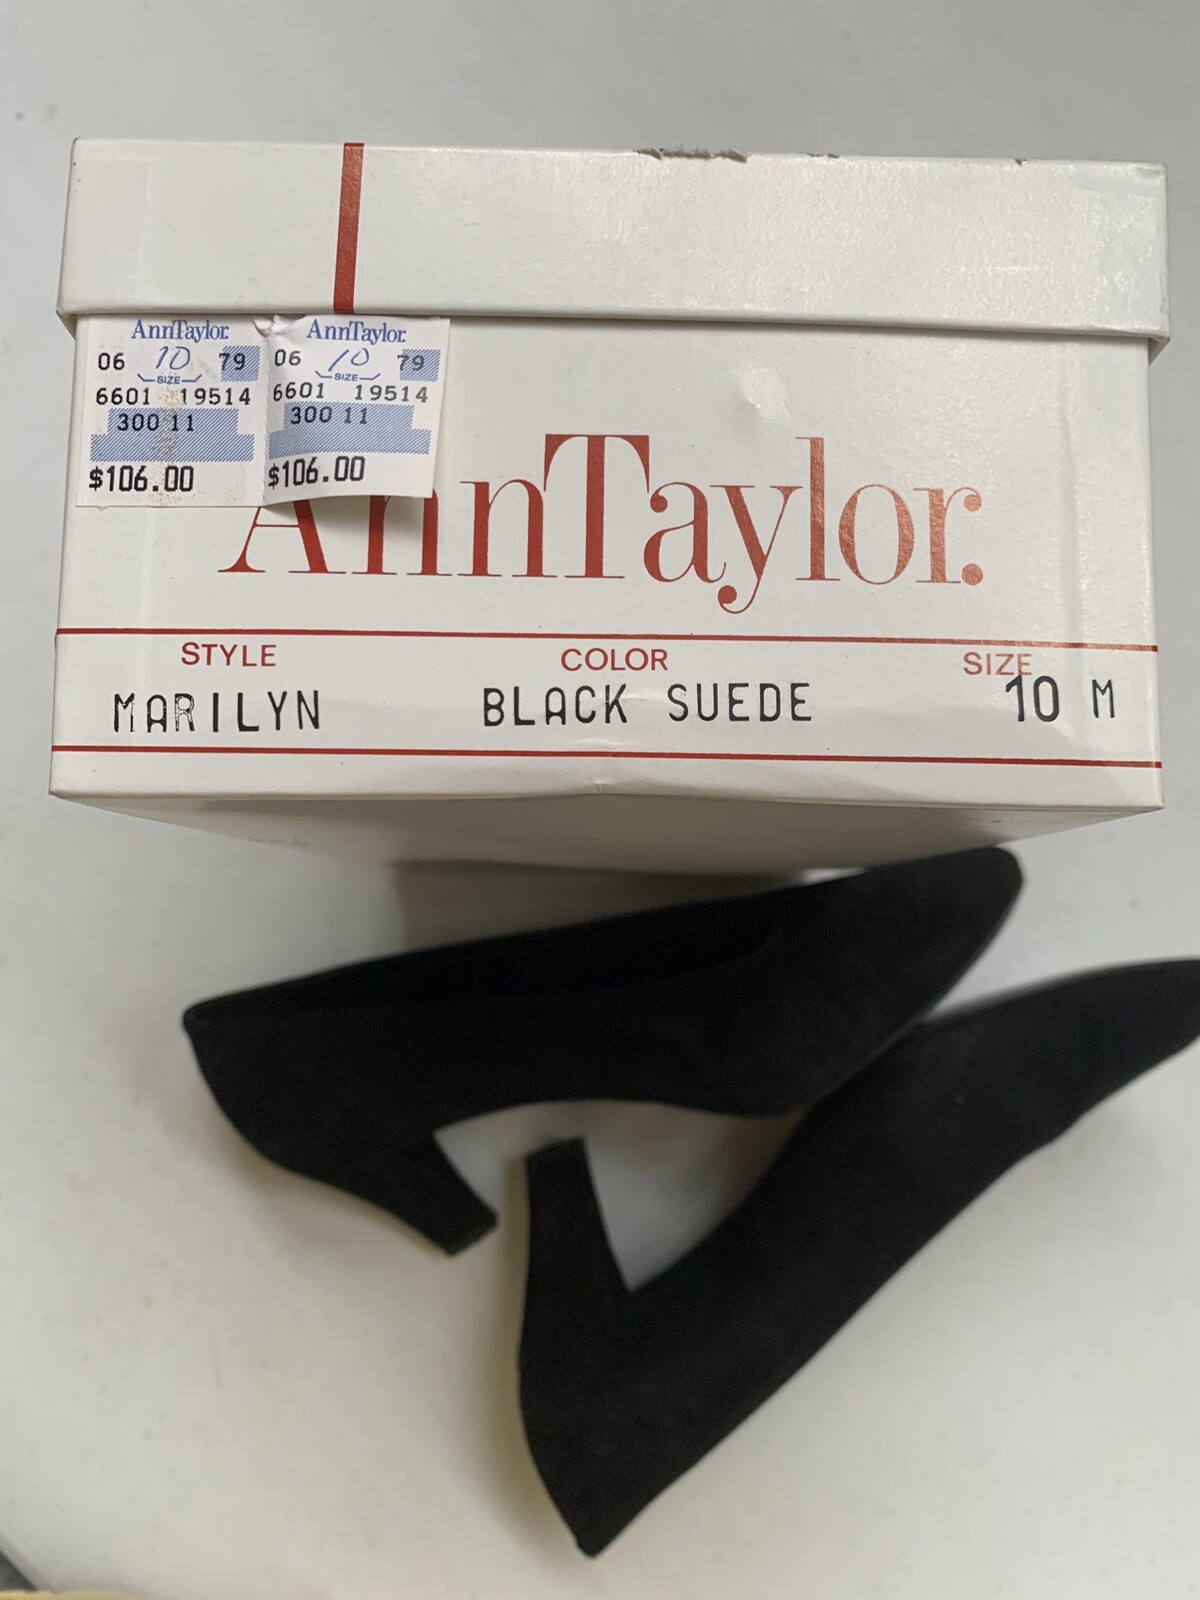 AnnTaylor.
06 10 79
SIZE
6601 19514
300 11
$106.00
AnnTaylor.
06 10 79
SIZE
6601 19514
300 11
$106.00
AnnTaylor.
STYLE COLOR SIZE
MARILYN BLACK SUEDE 10 M